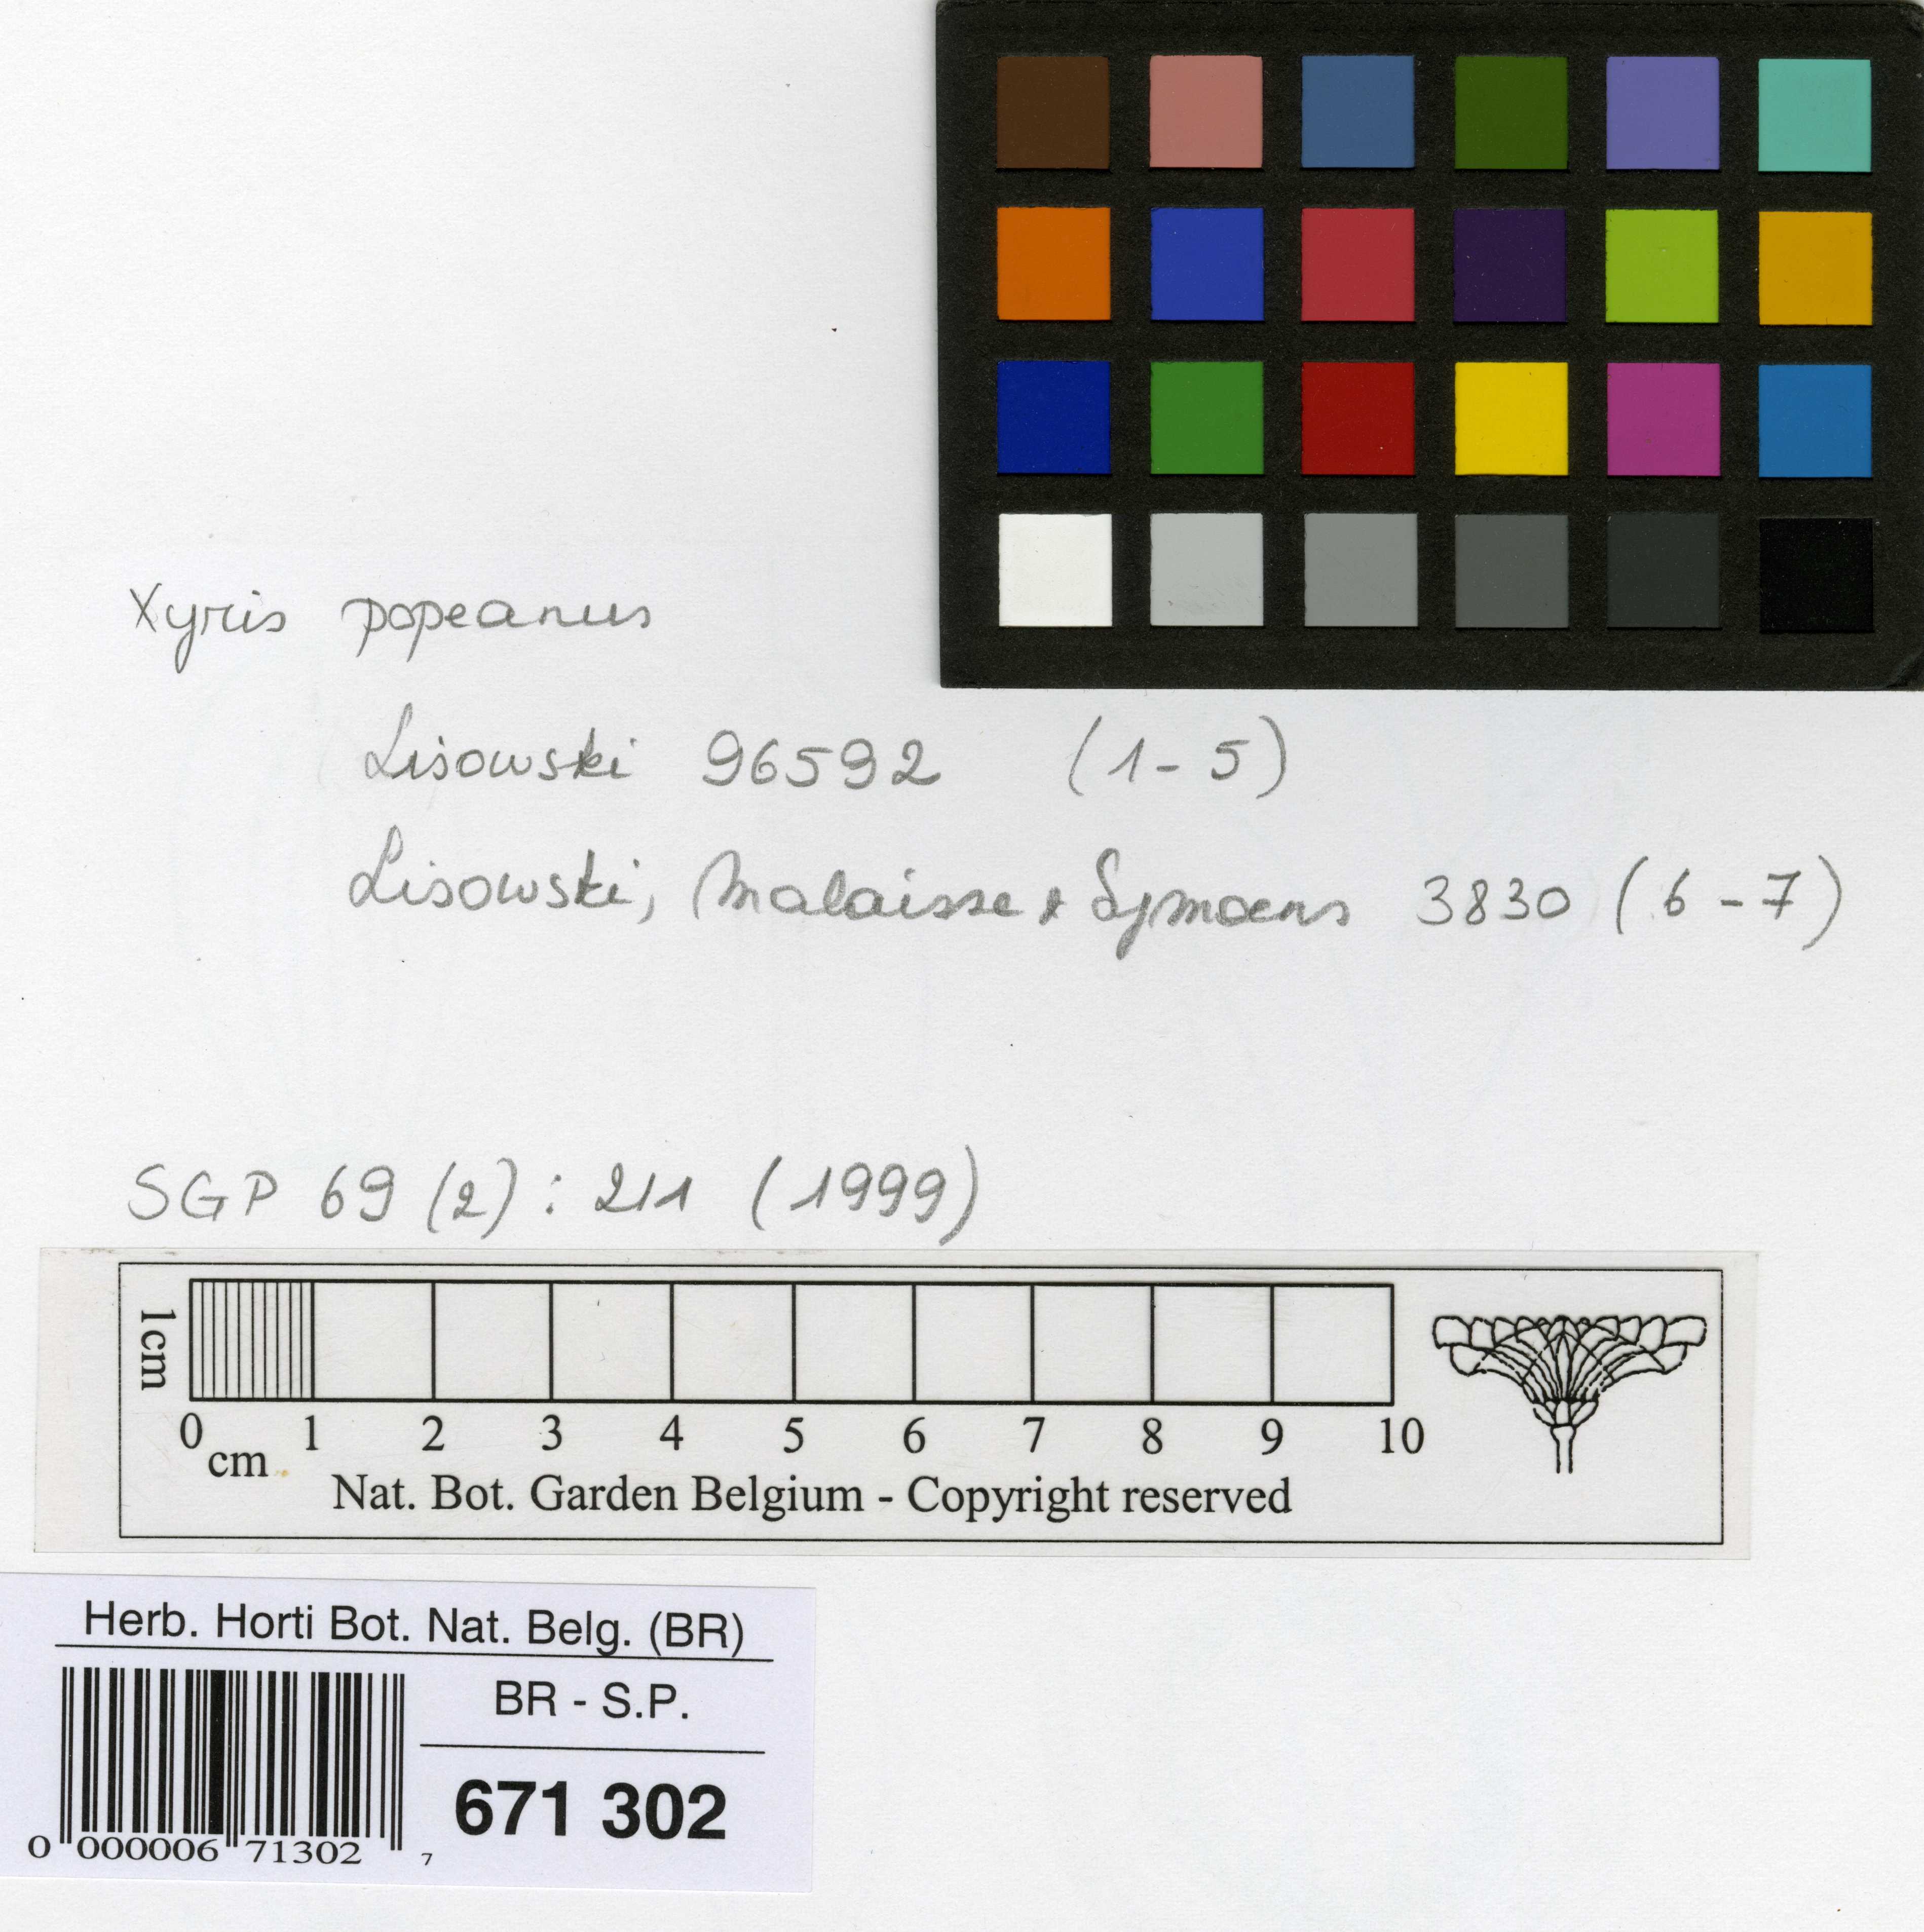 Xyris popeanus
Lisowski 96592 (1-5)
Lisowski, Malaisse & Symoens 3830 (6-7)
SGP 69 (2) : 211 (1999)
1cm
0 1 2 3 4 5 6 7 8 9 10
cm
Nat. Bot. Garden Belgium - Copyright reserved
Herb. Horti Bot. Nat. Belg. (BR)
BR - S.P.
671 302
0 000006 71302 7